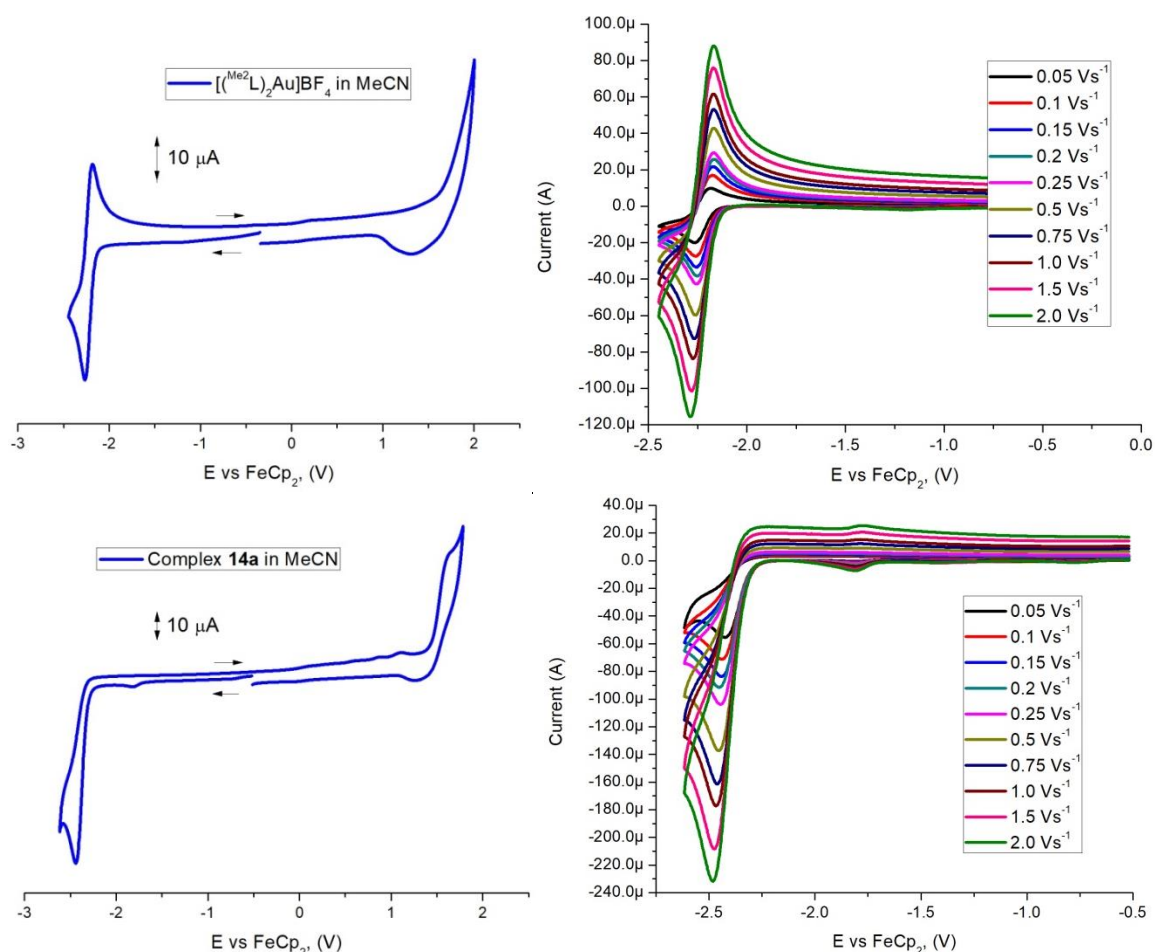 [(Me2L)2Au]BF4 in MeCN
10 µA
-3 -2 -1 0 1 2
E vs FeCp2, (V)
100.0µ
80.0µ
60.0µ
40.0µ
20.0µ
0.0
-20.0µ
-40.0µ
-60.0µ
-80.0µ
-100.0µ
-120.0µ
Current (A)
0.05 Vs-1
0.1 Vs-1
0.15 Vs-1
0.2 Vs-1
0.25 Vs-1
0.5 Vs-1
0.75 Vs-1
1.0 Vs-1
1.5 Vs-1
2.0 Vs-1
-2.5 -2.0 -1.5 -1.0 -0.5 0.0
E vs FeCp2, (V)
Complex 14a in MeCN
10 µA
-3 -2 -1 0 1 2
E vs FeCp2, (V)
40.0µ
20.0µ
0.0
-20.0µ
-40.0µ
-60.0µ
-80.0µ
-100.0µ
-120.0µ
-140.0µ
-160.0µ
-180.0µ
-200.0µ
-220.0µ
-240.0µ
Current (A)
0.05 Vs-1
0.1 Vs-1
0.15 Vs-1
0.2 Vs-1
0.25 Vs-1
0.5 Vs-1
0.75 Vs-1
1.0 Vs-1
1.5 Vs-1
2.0 Vs-1
-2.5 -2.0 -1.5 -1.0 -0.5
E vs FeCp2, (V)